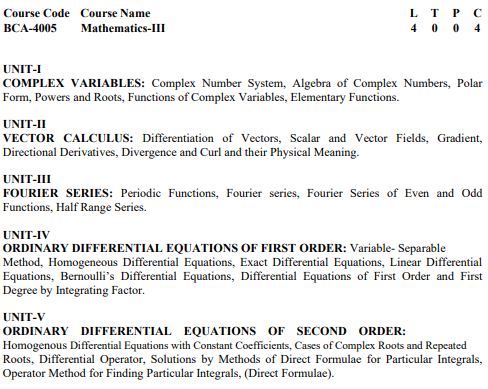 Course Code Course Name L T P C
BCA-4005 Mathematics-III 4 0 0 4
UNIT-I
COMPLEX VARIABLES: Complex Number System, Algebra of Complex Numbers, Polar
Form, Powers and Roots, Functions of Complex Variables, Elementary Functions.
UNIT-II
VECTOR CALCULUS: Differentiation of Vectors, Scalar and Vector Fields, Gradient,
Directional Derivatives, Divergence and Curl and their Physical Meaning.
UNIT-III
FOURIER SERIES: Periodic Functions, Fourier series, Fourier Series of Even and Odd
Functions, Half Range Series.
UNIT-IV
ORDINARY DIFFERENTIAL EQUATIONS OF FIRST ORDER: Variable- Separable
Method, Homogeneous Differential Equations, Exact Differential Equations, Linear Differential
Equations, Bernoulli’s Differential Equations, Differential Equations of First Order and First
Degree by Integrating Factor.
UNIT-V
ORDINARY DIFFERENTIAL EQUATIONS OF SECOND ORDER:
Homogenous Differential Equations with Constant Coefficients, Cases of Complex Roots and Repeated
Roots, Differential Operator, Solutions by Methods of Direct Formulae for Particular Integrals,
Operator Method for Finding Particular Integrals, (Direct Formulae).